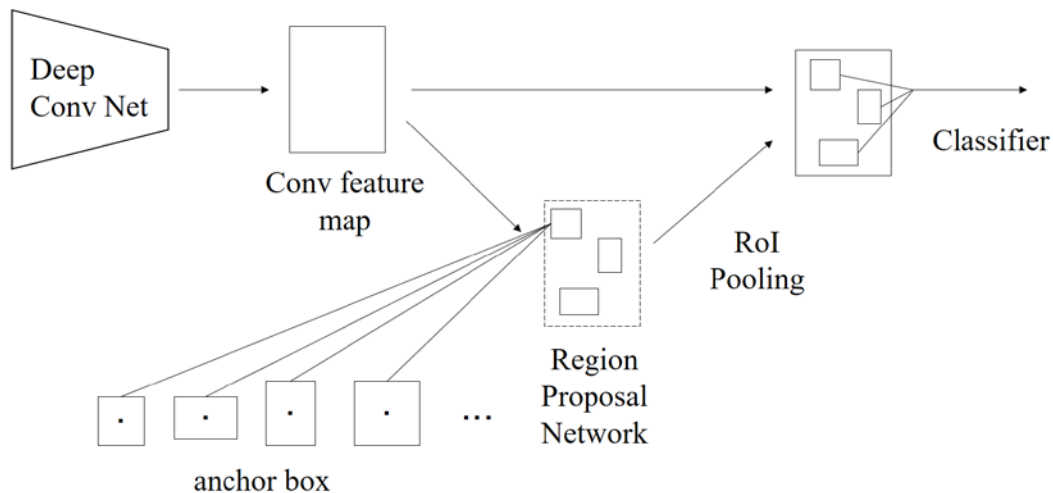 Deep
Conv Net
Conv feature
map
Classifier
RoI
Pooling
Region
Proposal
Network
...
anchor box